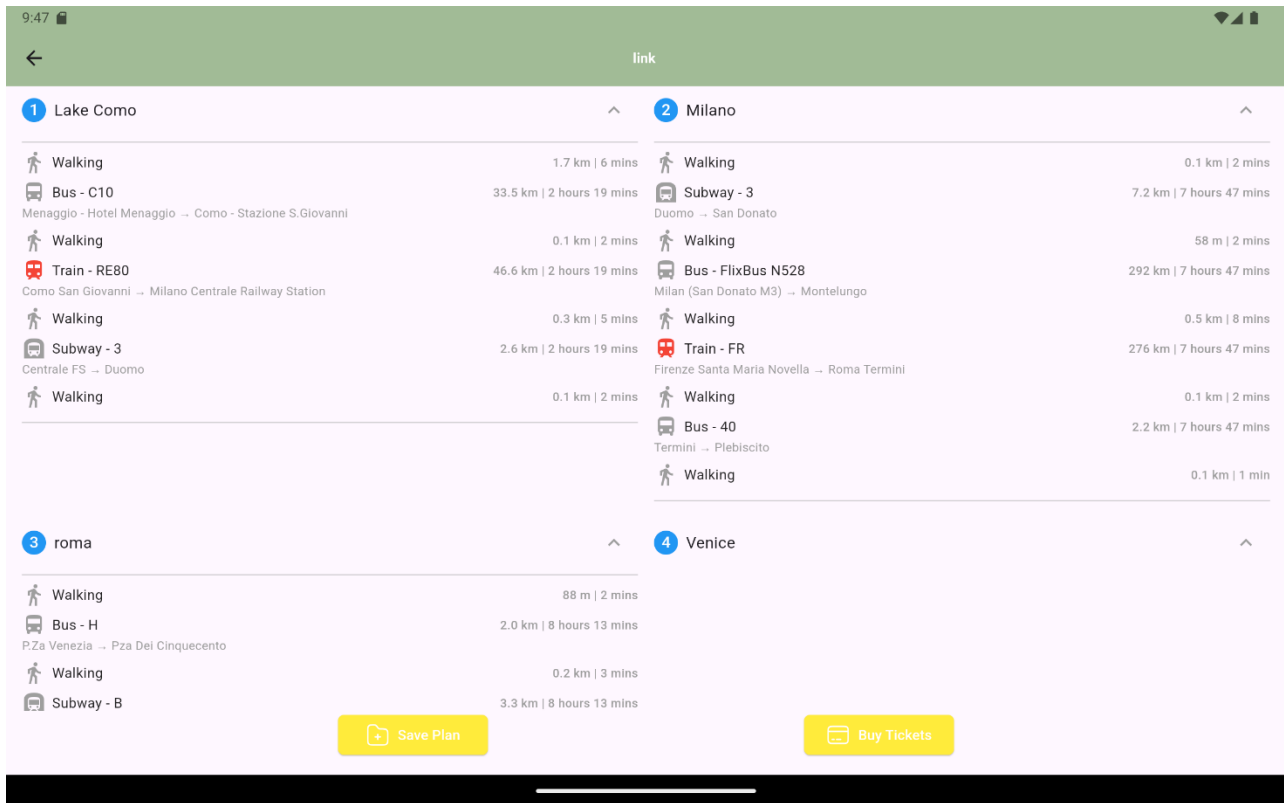 9:47
link
1 Lake Como
Walking 1.7 km | 6 mins
Bus - C10 33.5 km | 2 hours 19 mins
Menaggio - Hotel Menaggio → Como - Stazione S.Giovanni
Walking 0.1 km | 2 mins
Train - RE80 46.6 km | 2 hours 19 mins
Como San Giovanni → Milano Centrale Railway Station
Walking 0.3 km | 5 mins
Subway - 3 2.6 km | 2 hours 19 mins
Centrale FS → Duomo
Walking 0.1 km | 2 mins
2 Milano
Walking 0.1 km | 2 mins
Subway - 3 7.2 km | 7 hours 47 mins
Duomo → San Donato
Walking 58 m | 2 mins
Bus - FlixBus N528 292 km | 7 hours 47 mins
Milan (San Donato M3) → Montelungo
Walking 0.5 km | 8 mins
Train - FR 276 km | 7 hours 47 mins
Firenze Santa Maria Novella → Roma Termini
Walking 0.1 km | 2 mins
Bus - 40 2.2 km | 7 hours 47 mins
Termini → Plebiscito
Walking 0.1 km | 1 min
3 roma
Walking 88 m | 2 mins
Bus - H 2.0 km | 8 hours 13 mins
P.Za Venezia → Pza Dei Cinquecento
Walking 0.2 km | 3 mins
Subway - B 3.3 km | 8 hours 13 mins
4 Venice
Save Plan
Buy Tickets